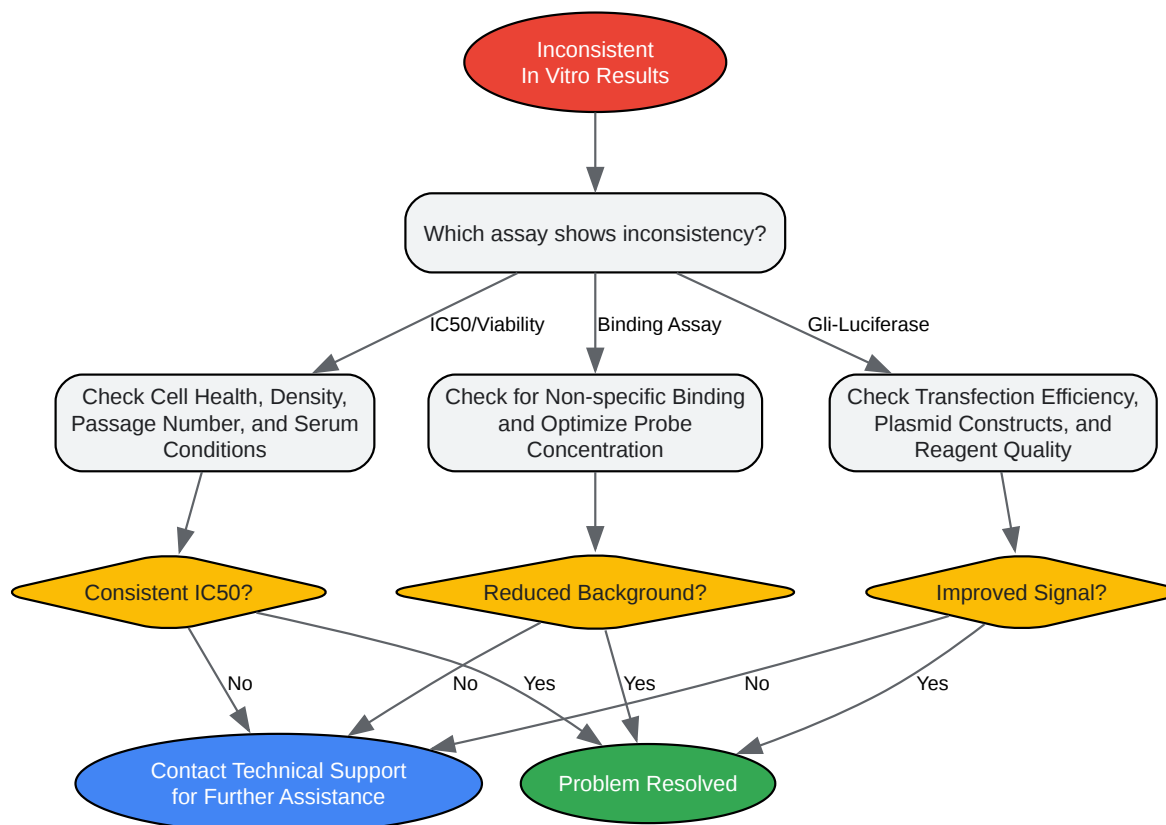 Inconsistent
In Vitro Results
Which assay shows inconsistency?
IC50/Viability
Binding Assay
Gli-Luciferase
Check Cell Health, Density,
Passage Number, and Serum
Conditions
Check for Non-specific Binding
and Optimize Probe
Concentration
Check Transfection Efficiency,
Plasmid Constructs, and
Reagent Quality
Consistent IC50?
Reduced Background?
Improved Signal?
No
Yes
No
Yes
No
Yes
Contact Technical Support
for Further Assistance
Problem Resolved